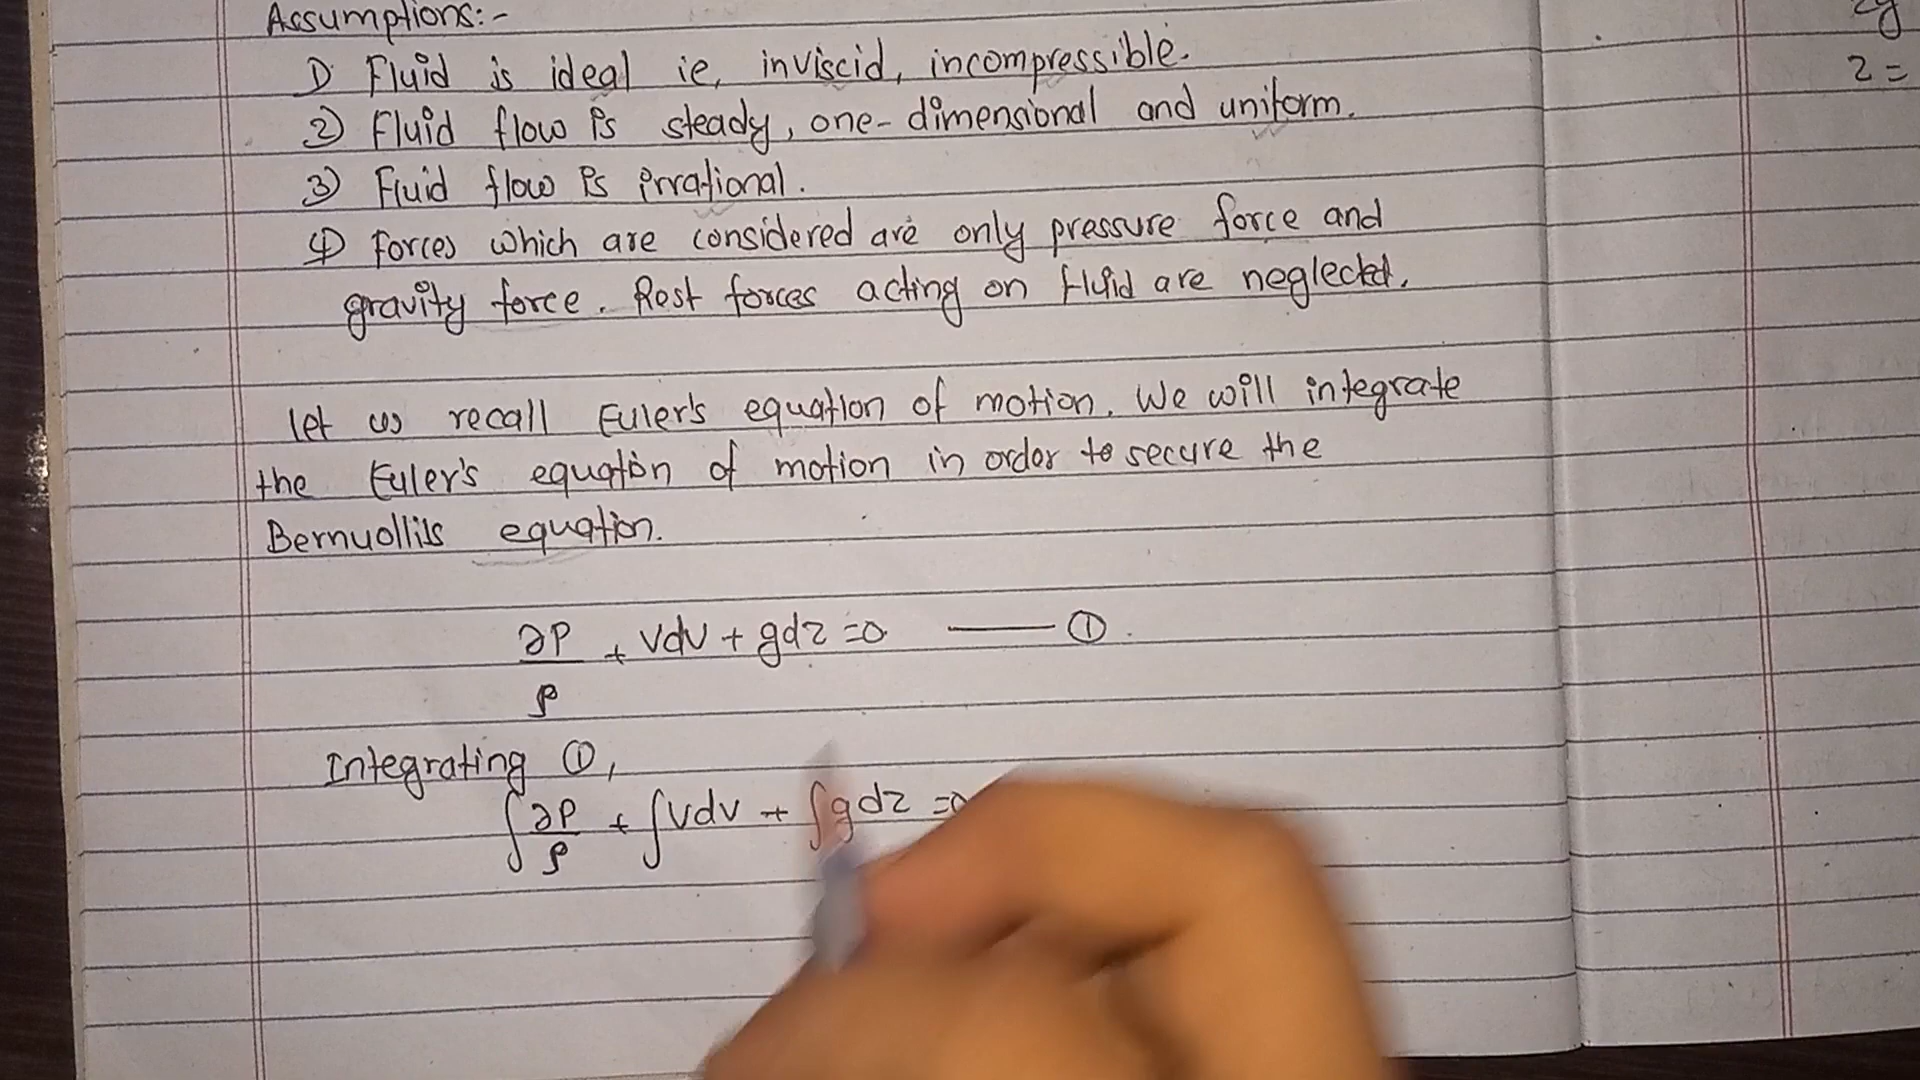 Assumptions:-
1) Fluid is ideal ie, inviscid, incompressible.
2) Fluid flow is steady, one-dimensional and uniform.
3) Fluid flow is irrational.
4) Forces which are considered are only pressure force and
gravity force. Rest forces acting on fluid are neglected.
Let us recall Euler's equation of motion. We will integrate
the Euler's equation of motion in order to secure the
Bernuollis equation.
∂P/ρ + vdv + gdz = 0 —— ①
Integrating ①,
∫∂P/ρ + ∫vdv + ∫gdz = 0
2g
z =